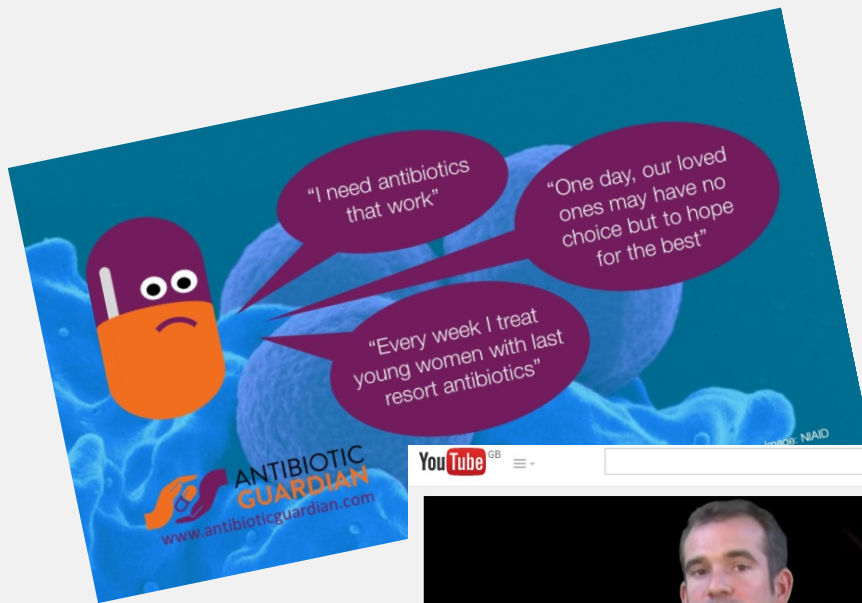 “I need antibiotics
that work”
“One day, our loved
ones may have no
choice but to hope
for the best”
“Every week I treat
young women with last
resort antibiotics”
Image: NIAID
ANTIBIOTIC
GUARDIAN
www.antibioticguardian.com
YouTube GB